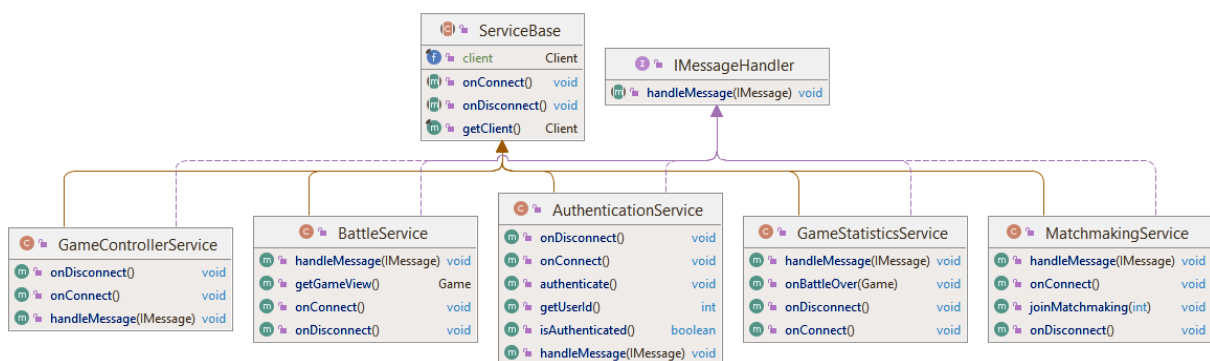 ServiceBase
client Client
onConnect() void
onDisconnect() void
getClient() Client
IMessageHandler
handleMessage(IMessage) void
GameControllerService
onDisconnect() void
onConnect() void
handleMessage(IMessage) void
BattleService
handleMessage(IMessage) void
getGameView() Game
onConnect() void
onDisconnect() void
AuthenticationService
onDisconnect() void
onConnect() void
authenticate() void
getUserId() int
isAuthenticated() boolean
handleMessage(IMessage) void
GameStatisticsService
handleMessage(IMessage) void
onBattleOver(Game) void
onDisconnect() void
onConnect() void
MatchmakingService
handleMessage(IMessage) void
onConnect() void
joinMatchmaking(int) void
onDisconnect() void